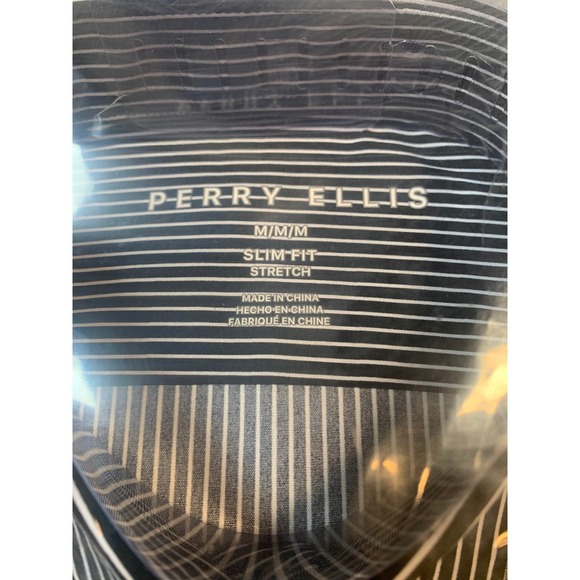 PERRY ELLIS
M/M/M
SLIM FIT
STRETCH
MADE IN CHINA
HECHO EN CHINA
FABRIQUÉ EN CHINE